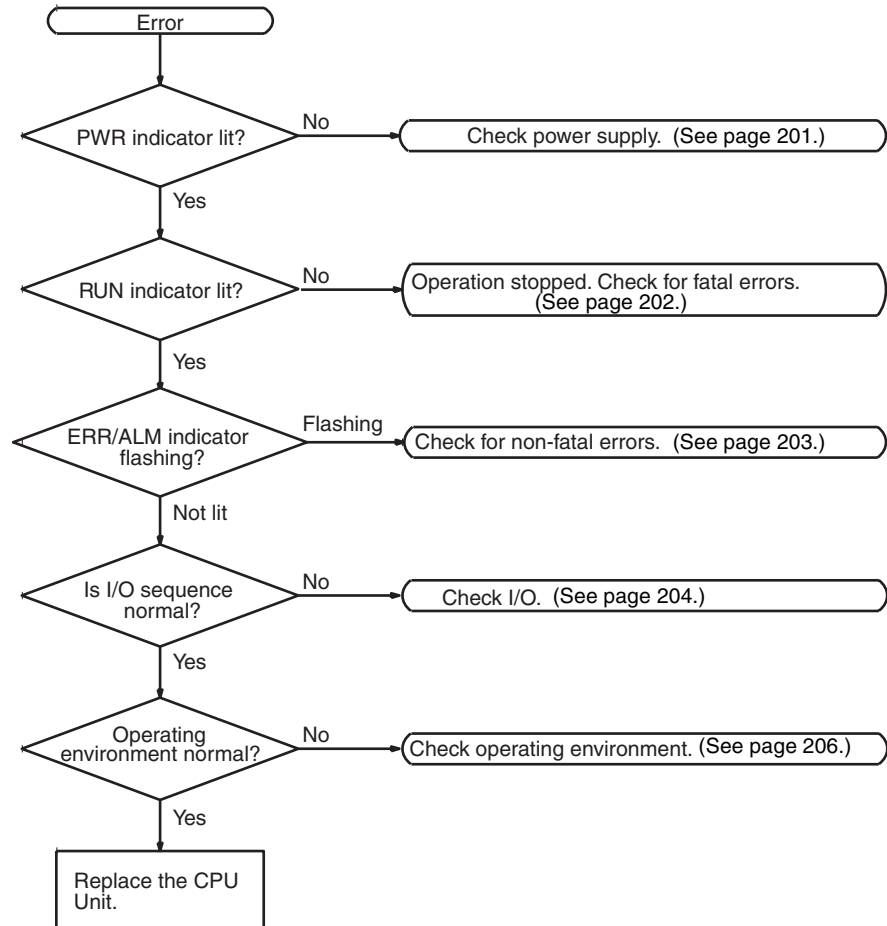 Error
PWR indicator lit?
No
Check power supply. (See page 201.)
Yes
RUN indicator lit?
No
Operation stopped. Check for fatal errors.
(See page 202.)
Yes
ERR/ALM indicator
flashing?
Flashing
Check for non-fatal errors. (See page 203.)
Not lit
Is I/O sequence
normal?
No
Check I/O. (See page 204.)
Yes
Operating
environment normal?
No
Check operating environment. (See page 206.)
Yes
Replace the CPU
Unit.